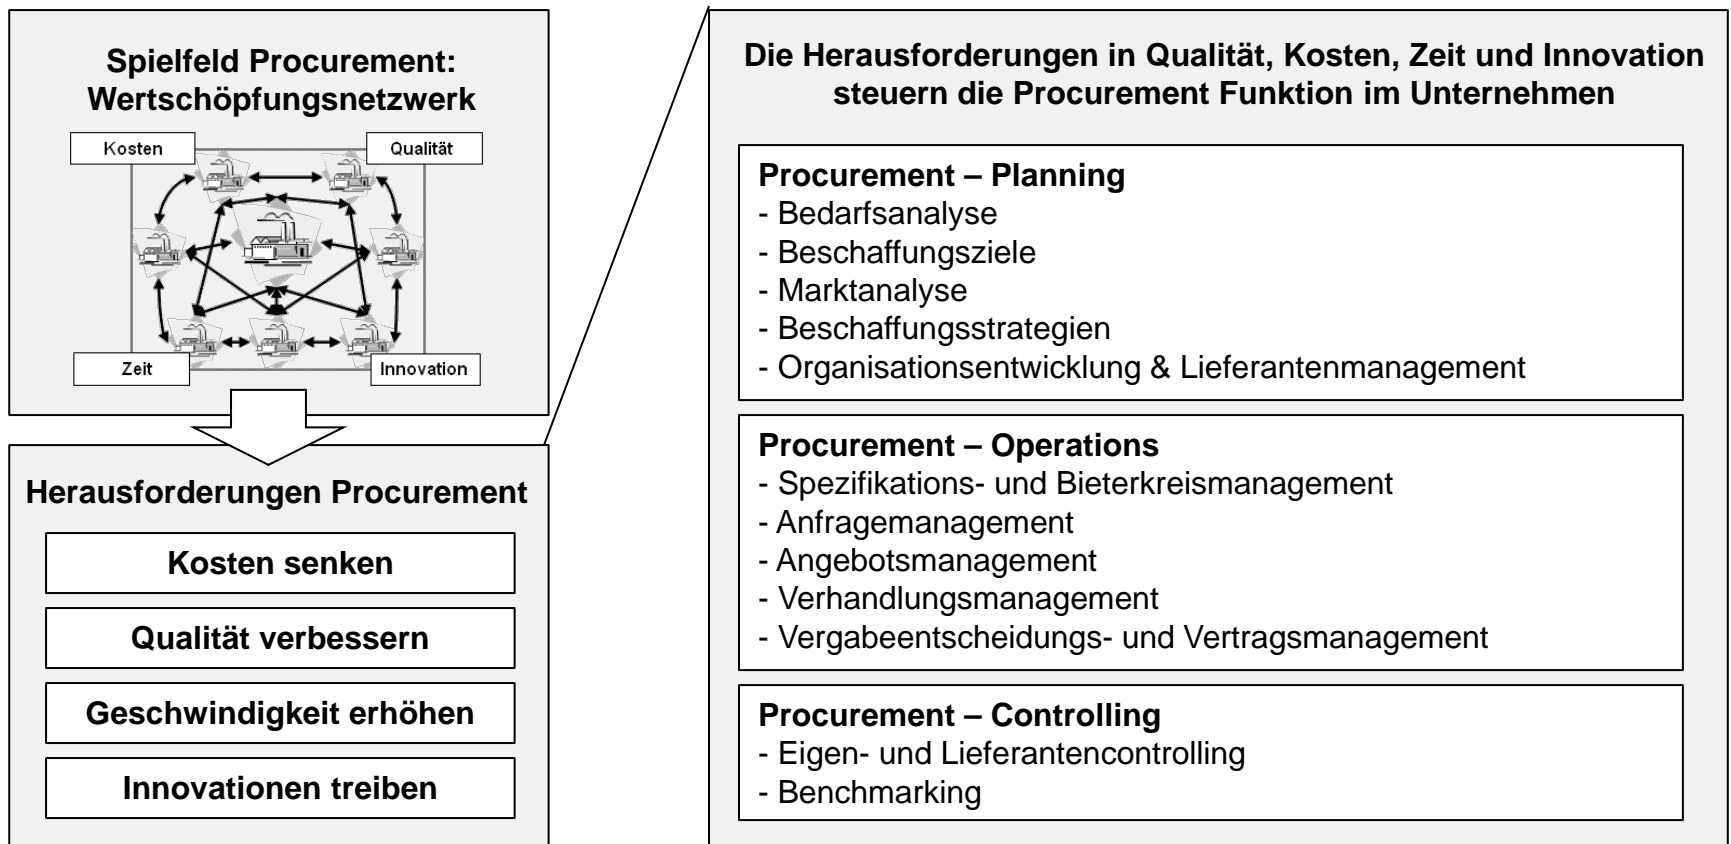 Spielfeld Procurement:
Wertschöpfungsnetzwerk
Kosten
Qualität
Zeit
Innovation
Herausforderungen Procurement
Kosten senken
Qualität verbessern
Geschwindigkeit erhöhen
Innovationen treiben
Die Herausforderungen in Qualität, Kosten, Zeit und Innovation
steuern die Procurement Funktion im Unternehmen
Procurement – Planning
- Bedarfsanalyse
- Beschaffungsziele
- Marktanalyse
- Beschaffungsstrategien
- Organisationsentwicklung & Lieferantenmanagement
Procurement – Operations
- Spezifikations- und Bieterkreismanagement
- Anfragemanagement
- Angebotsmanagement
- Verhandlungsmanagement
- Vergabeentscheidungs- und Vertragsmanagement
Procurement – Controlling
- Eigen- und Lieferantencontrolling
- Benchmarking